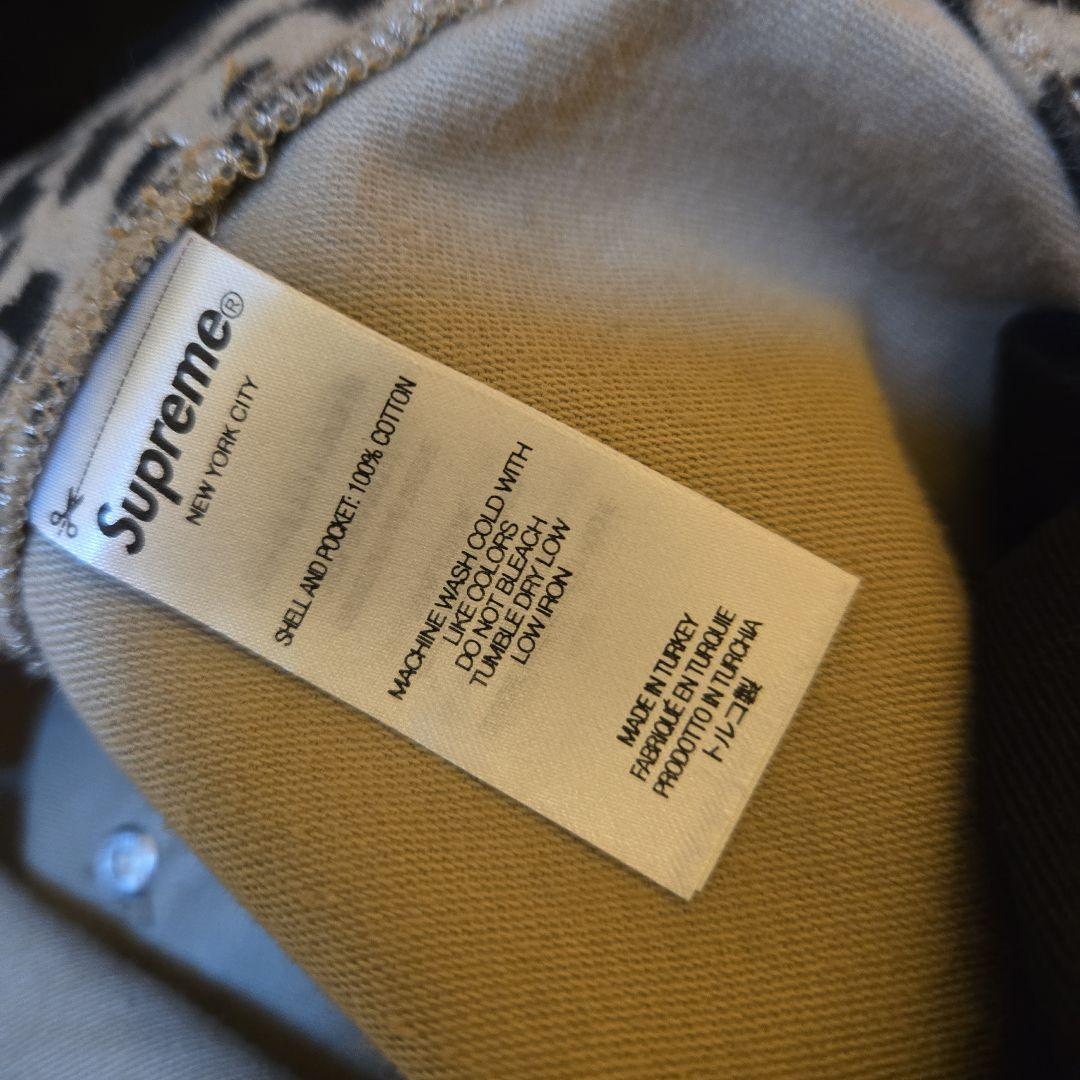 Supreme®
NEW YORK CITY
SHELL AND POCKET: 100% COTTON
MACHINE WASH COLD WITH
LIKE COLORS
DO NOT BLEACH
TUMBLE DRY LOW
LOW IRON
MADE IN TURKEY
FABRIQUÉ EN TURQUIE
PRODOTTO IN TURCHIA
トルコ製